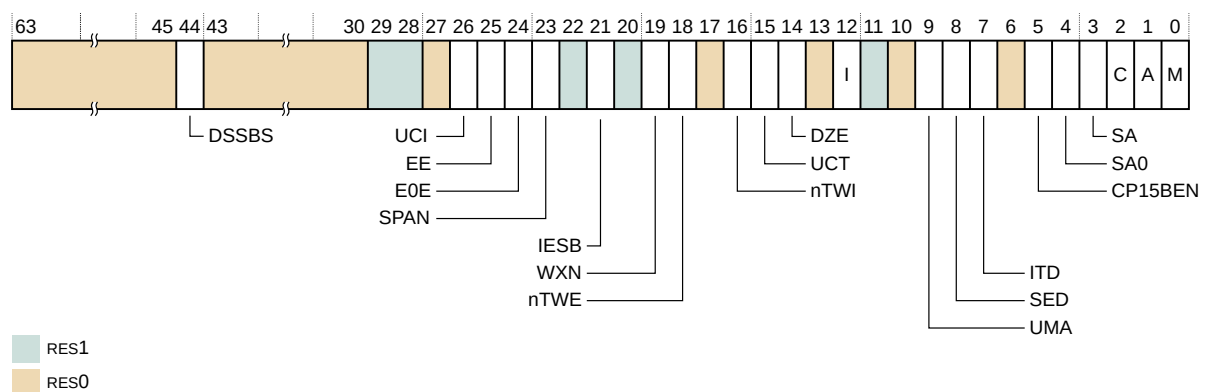 63 45 44 43 30 29 28 27 26 25 24 23 22 21 20 19 18 17 16 15 14 13 12 11 10 9 8 7 6 5 4 3 2 1 0
I C A M
DSSBS UCI DZE SA
EE UCT SA0
E0E nTWI CP15BEN
SPAN
IESB
WXN ITD
nTWE SED
UMA
RES1
RES0